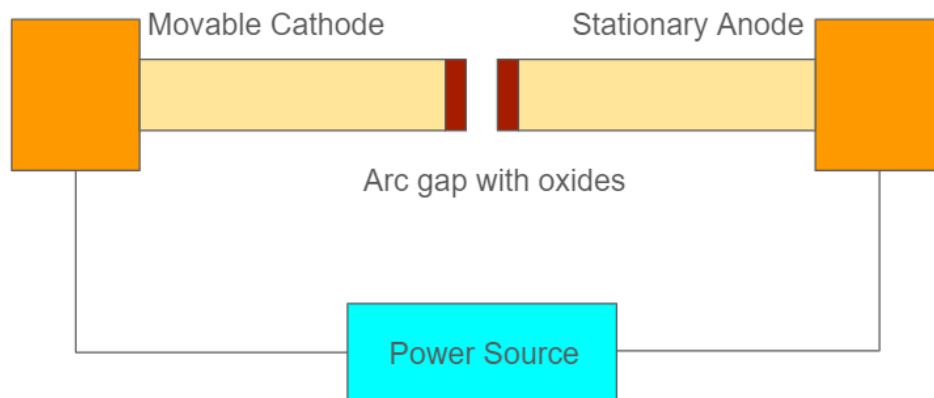 Movable Cathode
Stationary Anode
Arc gap with oxides
Power Source